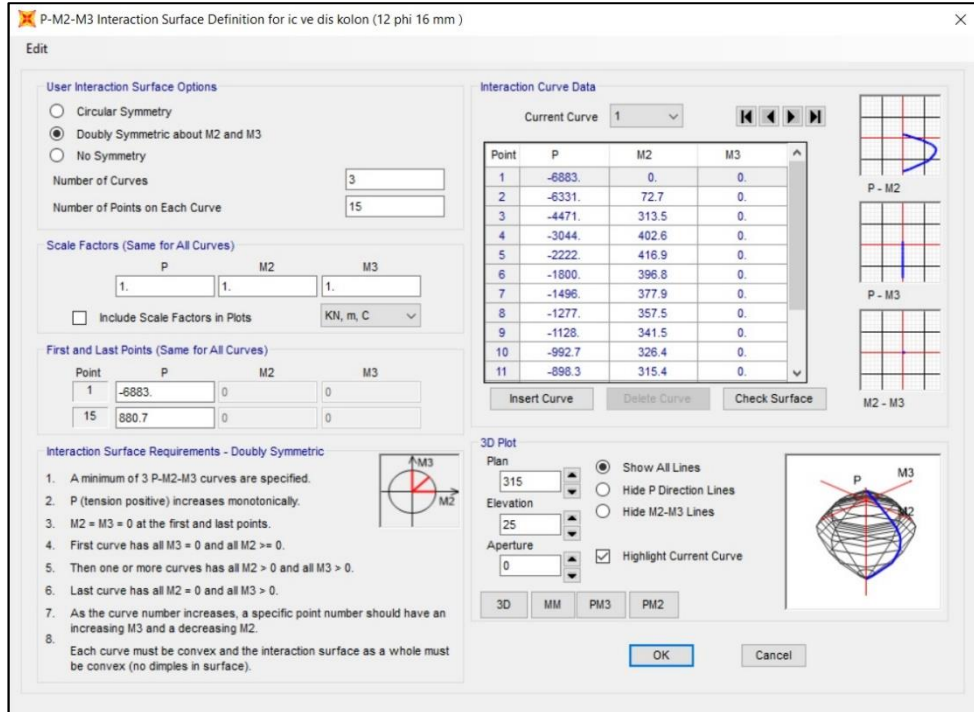 P-M2-M3 Interaction Surface Definition for ic ve dis kolon (12 phi 16 mm )
Edit
User Interaction Surface Options
Circular Symmetry
Doubly Symmetric about M2 and M3
No Symmetry
Number of Curves 3
Number of Points on Each Curve 15
Scale Factors (Same for All Curves)
P M2 M3
1. 1. 1.
Include Scale Factors in Plots KN, m, C
First and Last Points (Same for All Curves)
Point P M2 M3
1 -6883. 0 0
15 880.7 0 0
Interaction Surface Requirements - Doubly Symmetric
1. A minimum of 3 P-M2-M3 curves are specified.
2. P (tension positive) increases monotonically.
3. M2 = M3 = 0 at the first and last points.
4. First curve has all M3 = 0 and all M2 >= 0.
5. Then one or more curves has all M2 > 0 and all M3 > 0.
6. Last curve has all M2 = 0 and all M3 > 0.
7. As the curve number increases, a specific point number should have an
increasing M3 and a decreasing M2.
8.
Each curve must be convex and the interaction surface as a whole must
be convex (no dimples in surface).
M3
M2
Interaction Curve Data
Current Curve 1
Point P M2 M3
1 -6883. 0. 0.
2 -6331. 72.7 0.
3 -4471. 313.5 0.
4 -3044. 402.6 0.
5 -2222. 416.9 0.
6 -1800. 396.8 0.
7 -1496. 377.9 0.
8 -1277. 357.5 0.
9 -1128. 341.5 0.
10 -992.7 326.4 0.
11 -898.3 315.4 0.
Insert Curve Delete Curve Check Surface
P - M2
P - M3
M2 - M3
3D Plot
Plan
315
Elevation
25
Aperture
0
Show All Lines
Hide P Direction Lines
Hide M2-M3 Lines
Highlight Current Curve
3D MM PM3 PM2
P M3
M2
OK Cancel